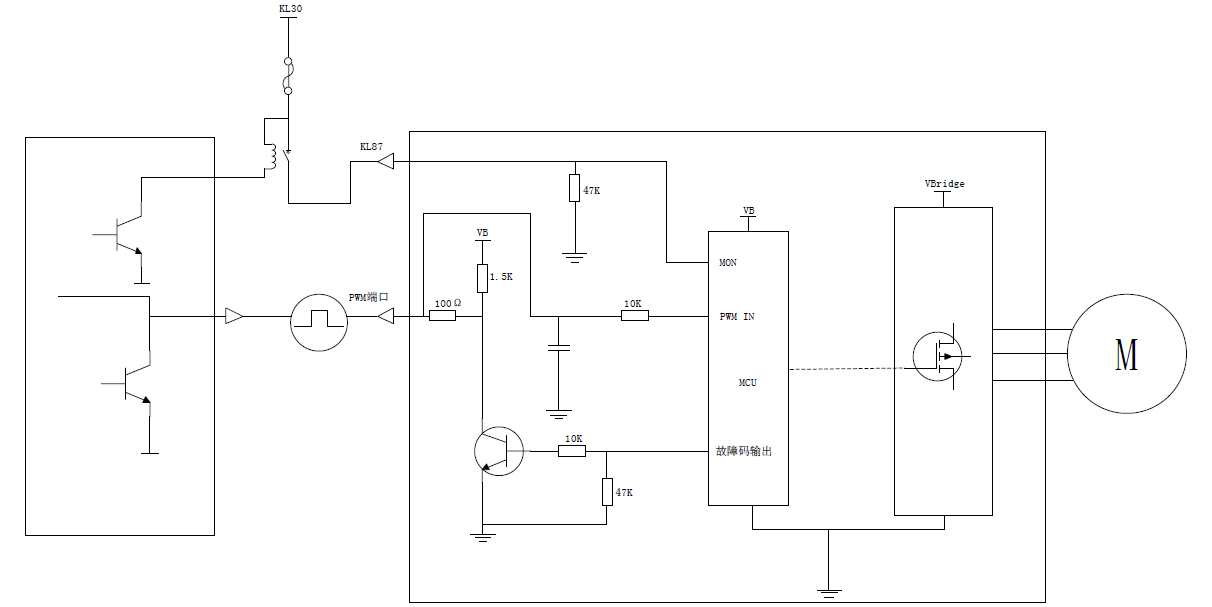 KL30
KL87
47K
VBridge
VB
VB
1.5K
MON
PWM端口
100Ω
10K
PWM IN
M
MCU
10K
故障码输出
47K